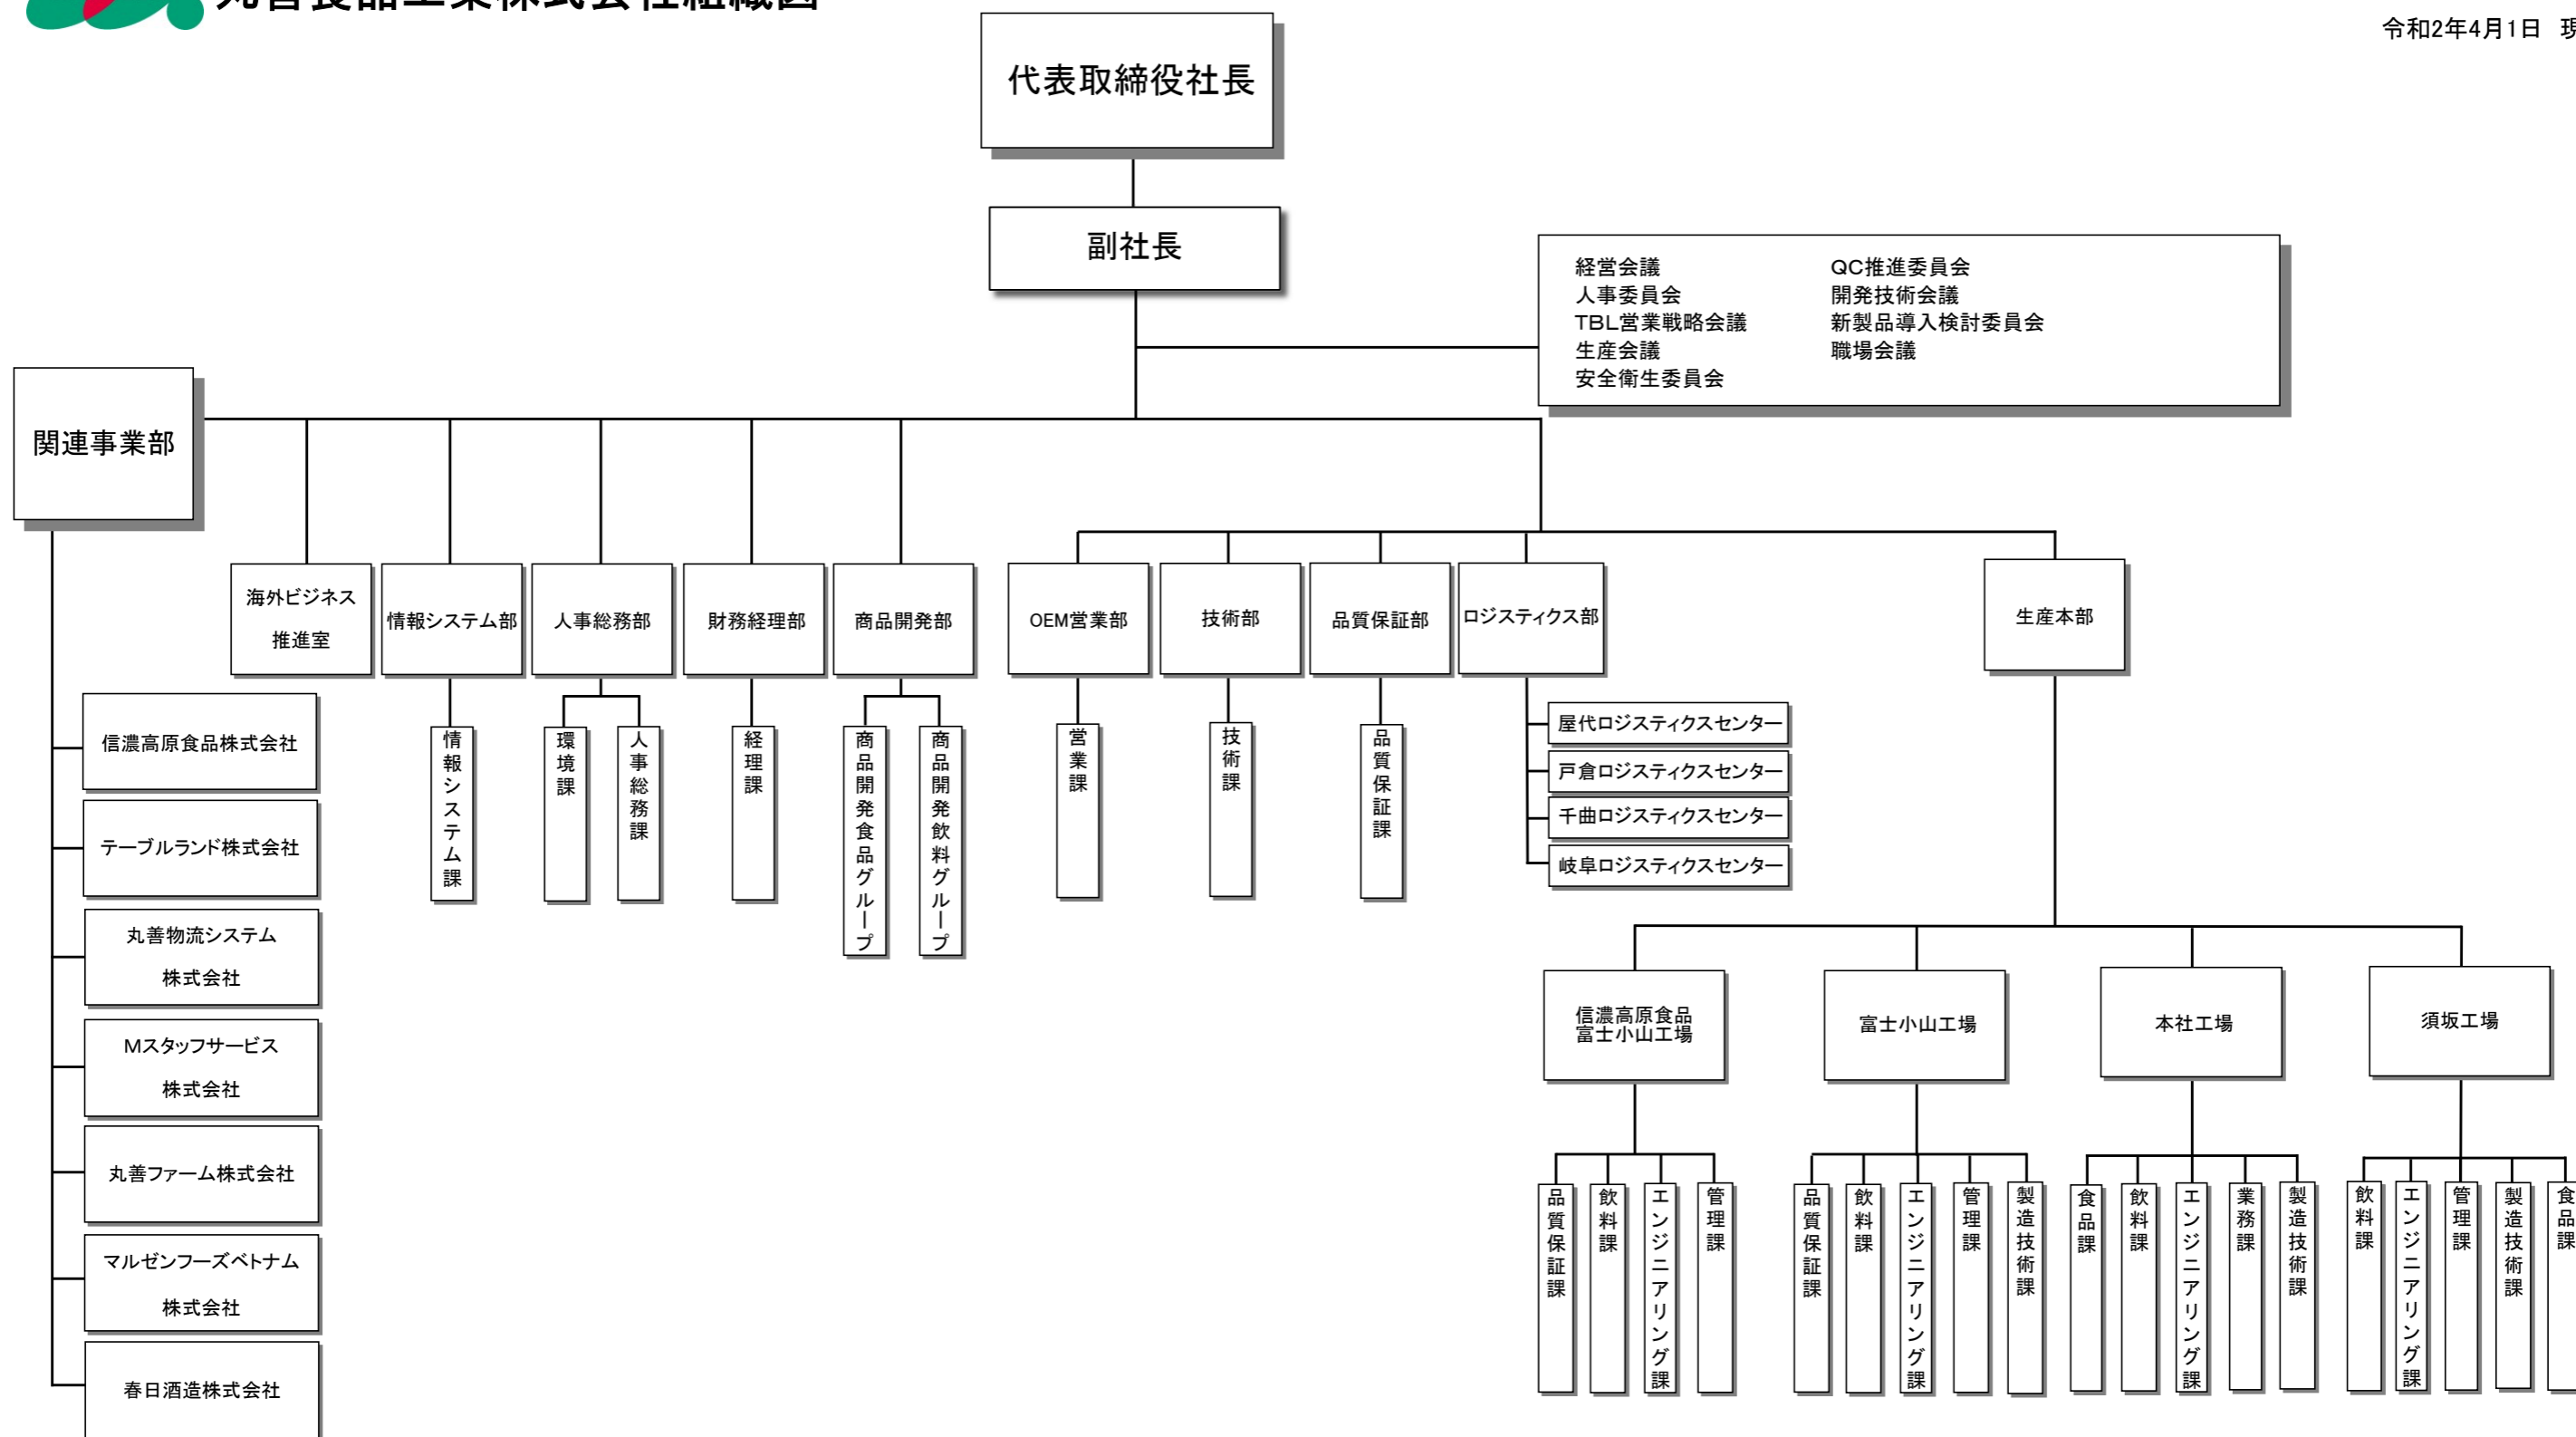 丸善食品工業株式会社組織図
令和2年4月1日 現
代表取締役社長
副社長
経営会議
人事委員会
TBL営業戦略会議
生産会議
安全衛生委員会
QC推進委員会
開発技術会議
新製品導入検討委員会
職場会議
関連事業部
海外ビジネス
推進室
情報システム部
人事総務部
財務経理部
商品開発部
OEM営業部
技術部
品質保証部
ロジスティクス部
生産本部
信濃高原食品株式会社
テーブルランド株式会社
丸善物流システム
株式会社
Mスタッフサービス
株式会社
丸善ファーム株式会社
マルゼンフーズベトナム
株式会社
春日酒造株式会社
情報システム課
環境課
人事総務課
経理課
商品開発食品グループ
商品開発飲料グループ
営業課
技術課
品質保証課
屋代ロジスティクスセンター
戸倉ロジスティクスセンター
千曲ロジスティクスセンター
岐阜ロジスティクスセンター
信濃高原食品
富士小山工場
富士小山工場
本社工場
須坂工場
品質保証課
飲料課
エンジニアリング課
管理課
品質保証課
飲料課
エンジニアリング課
管理課
製造技術課
食品課
飲料課
エンジニアリング課
業務課
製造技術課
飲料課
エンジニアリング課
管理課
製造技術課
食品課